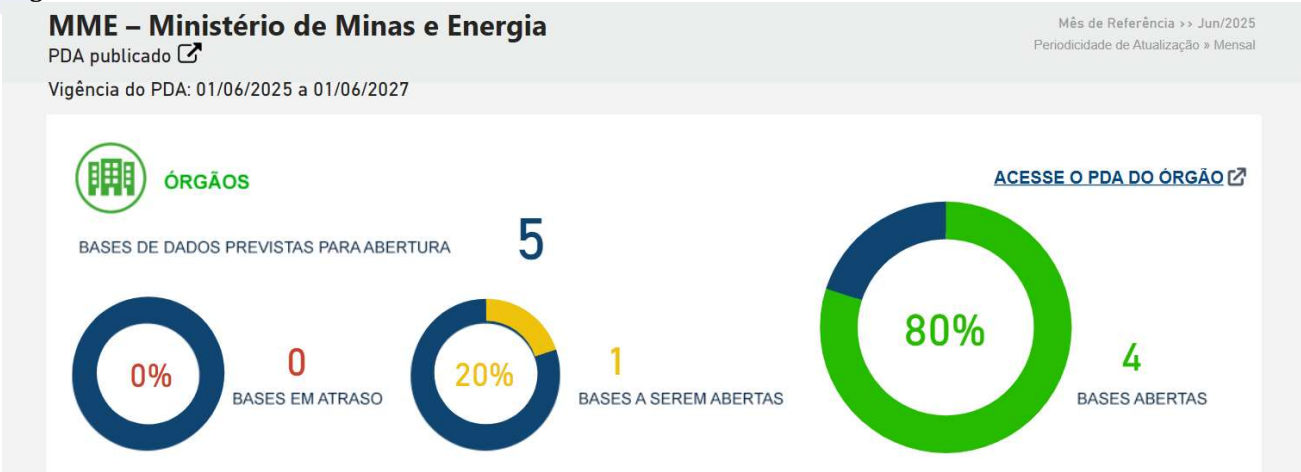 MME – Ministério de Minas e Energia
Mês de Referência >> Jun/2025
PDA publicado
Periodicidade de Atualização » Mensal
Vigência do PDA: 01/06/2025 a 01/06/2027
ÓRGÃOS
ACESSE O PDA DO ÓRGÃO
BASES DE DADOS PREVISTAS PARA ABERTURA
5
0%
0
BASES EM ATRASO
20%
1
BASES A SEREM ABERTAS
80%
4
BASES ABERTAS